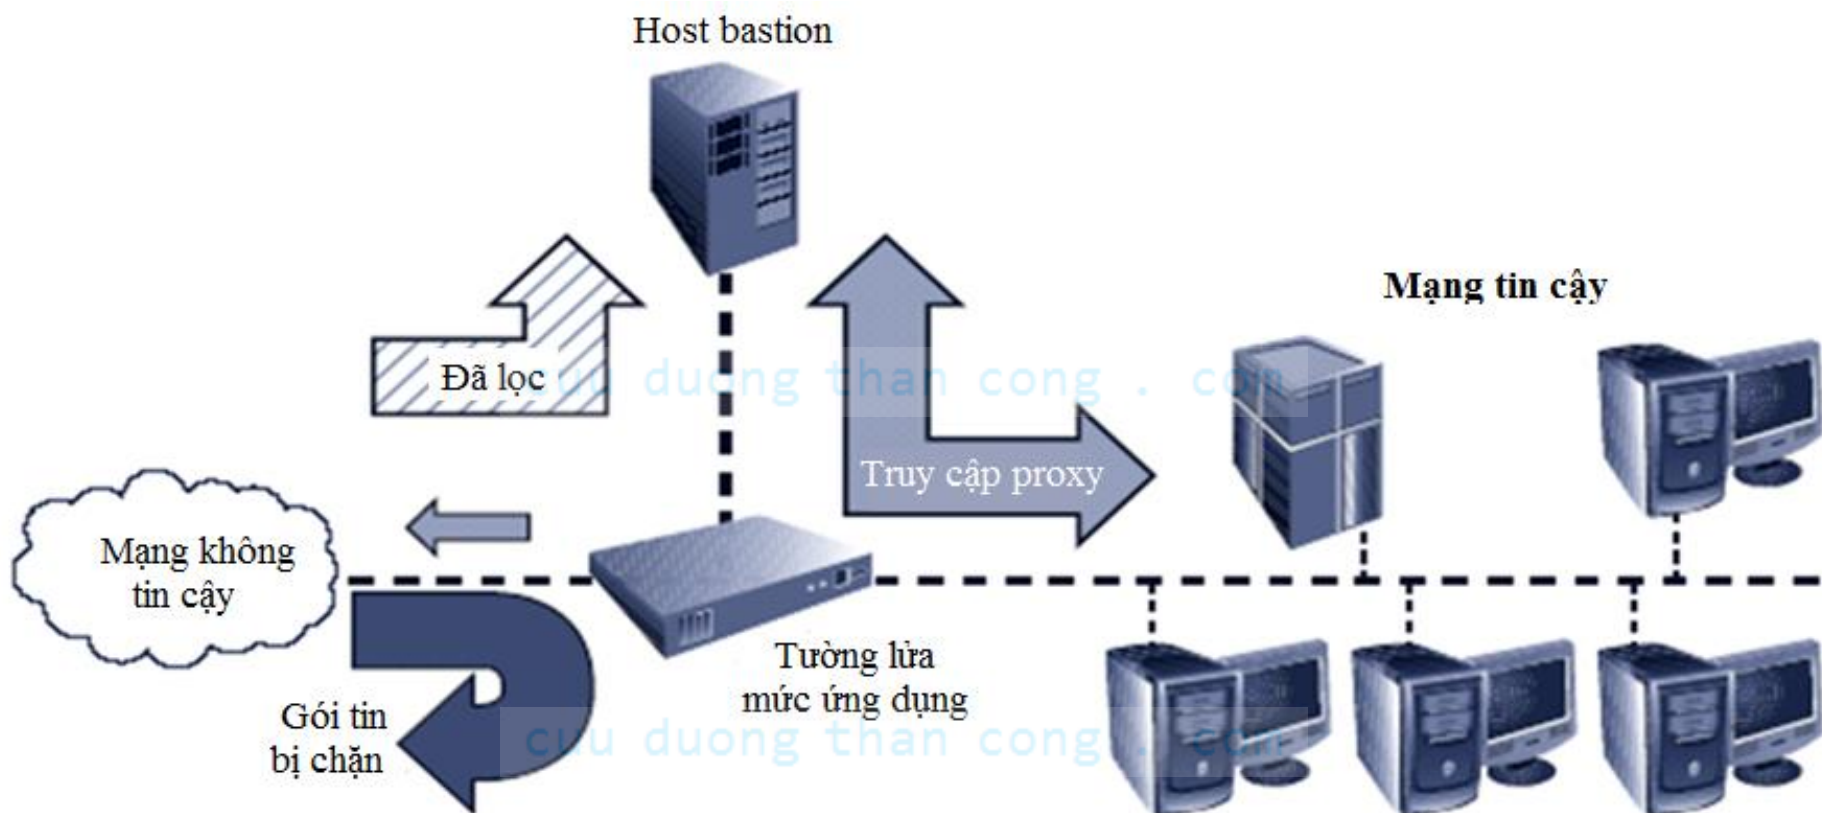 Host bastion
Mạng tin cậy
Đã lọc
cuu duong than cong . com
Truy cập proxy
Mạng không
tin cậy
Tường lửa
mức ứng dụng
Gói tin
bị chặn
cuu duong than cong . com